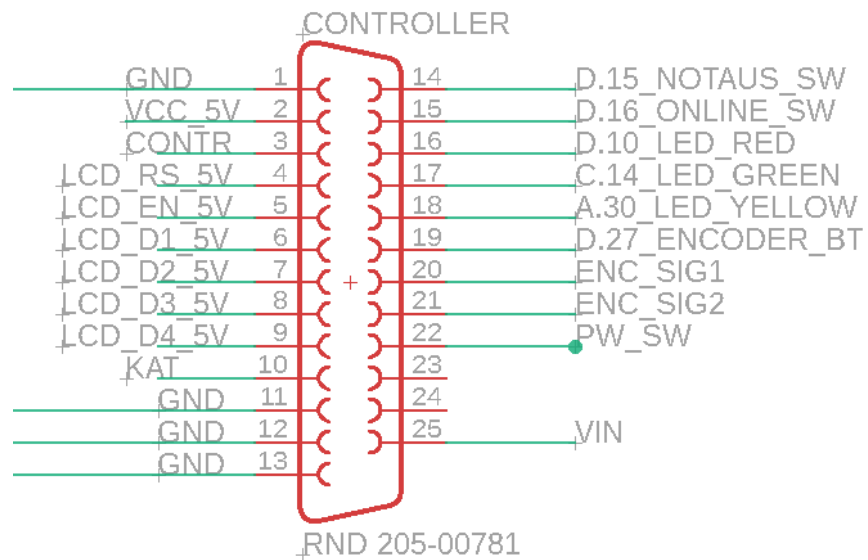 CONTROLLER
GND 1 14 D.15_NOTAUS_SW
VCC_5V 2 15 D.16_ONLINE_SW
CONTR 3 16 D.10_LED_RED
LCD_RS_5V 4 17 C.14_LED_GREEN
LCD_EN_5V 5 18 A.30_LED_YELLOW
LCD_D1_5V 6 19 D.27_ENCODER_BT
LCD_D2_5V 7 20 ENC_SIG1
LCD_D3_5V 8 21 ENC_SIG2
LCD_D4_5V 9 22 PW_SW
KAT 10 23
GND 11 24
GND 12 25 VIN
GND 13
RND 205-00781